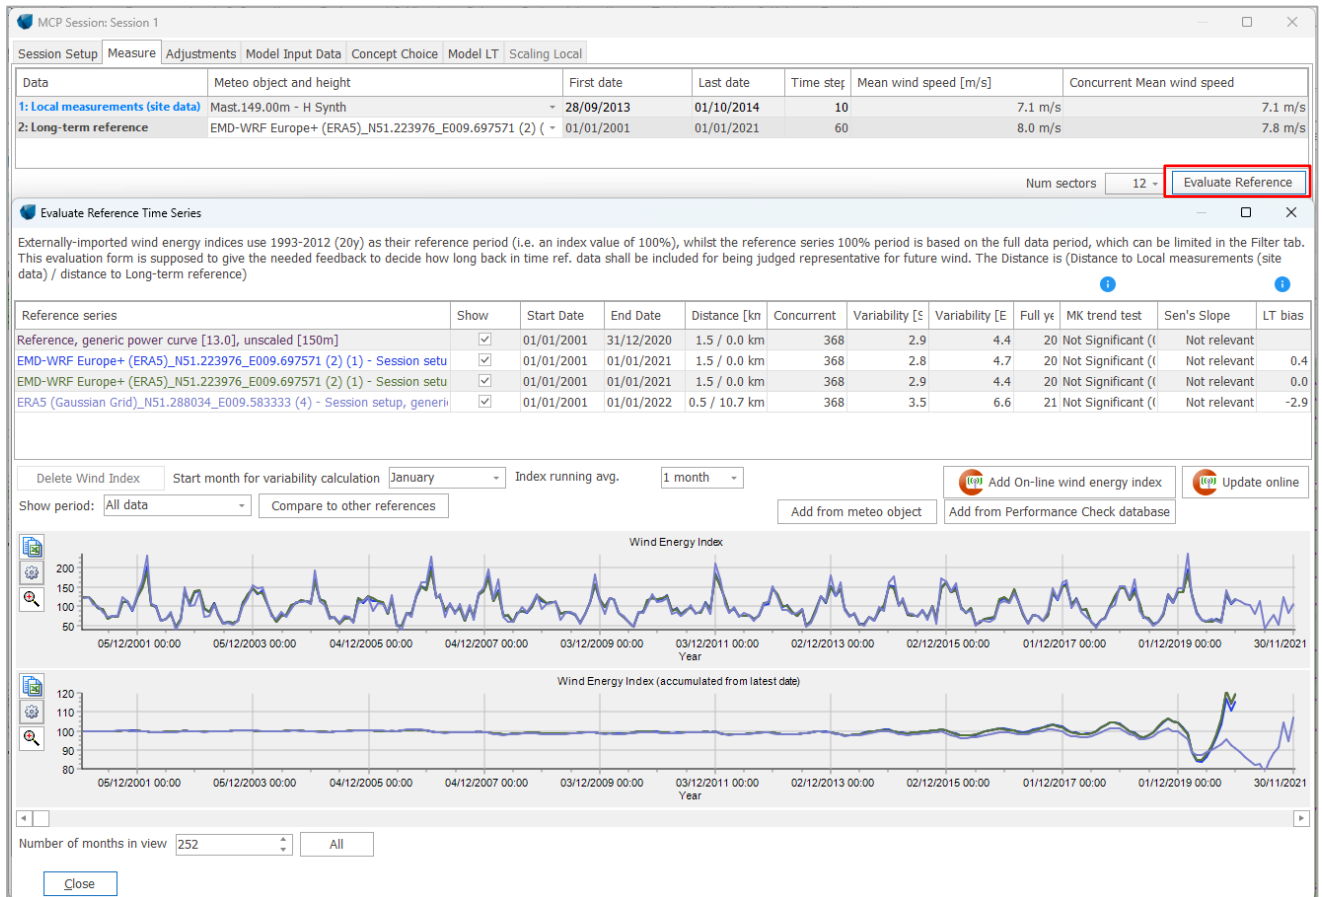 MCP Session: Session 1
Session Setup Measure Adjustments Model Input Data Concept Choice Model LT Scaling Local
Data Meteo object and height First date Last date Time step Mean wind speed [m/s] Concurrent Mean wind speed
1: Local measurements (site data) Mast.149.00m - H Synth 28/09/2013 01/10/2014 10 7.1 m/s 7.1 m/s
2: Long-term reference EMD-WRF Europe+ (ERA5)_N51.223976_E009.697571 (2) ( 01/01/2001 01/01/2021 60 8.0 m/s 7.8 m/s
Num sectors 12 Evaluate Reference
Evaluate Reference Time Series
Externally-imported wind energy indices use 1993-2012 (20y) as their reference period (i.e. an index value of 100%), whilst the reference series 100% period is based on the full data period, which can be limited in the Filter tab.
This evaluation form is supposed to give the needed feedback to decide how long back in time ref. data shall be included for being judged representative for future wind. The Distance is (Distance to Local measurements (site
data) / distance to Long-term reference)
Reference series Show Start Date End Date Distance [km Concurrent Variability [S Variability [E Full ye MK trend test Sen's Slope LT bias
Reference, generic power curve [13.0], unscaled [150m] 01/01/2001 31/12/2020 1.5 / 0.0 km 368 2.9 4.4 20 Not Significant (0 Not relevant
EMD-WRF Europe+ (ERA5)_N51.223976_E009.697571 (2) (1) - Session setu 01/01/2001 01/01/2021 1.5 / 0.0 km 368 2.8 4.7 20 Not Significant (0 Not relevant 0.4
EMD-WRF Europe+ (ERA5)_N51.223976_E009.697571 (2) (1) - Session setu 01/01/2001 01/01/2021 1.5 / 0.0 km 368 2.9 4.4 20 Not Significant (0 Not relevant 0.0
ERA5 (Gaussian Grid)_N51.288034_E009.583333 (4) - Session setup, generi 01/01/2001 01/01/2022 0.5 / 10.7 km 368 3.5 6.6 21 Not Significant (0 Not relevant -2.9
Delete Wind Index Start month for variability calculation January Index running avg. 1 month Add On-line wind energy index Update online
Show period: All data Compare to other references Add from meteo object Add from Performance Check database
Wind Energy Index
200
150
100
50
05/12/2001 00:00 05/12/2003 00:00 04/12/2005 00:00 04/12/2007 00:00 03/12/2009 00:00 03/12/2011 00:00 02/12/2013 00:00 02/12/2015 00:00 01/12/2017 00:00 01/12/2019 00:00 30/11/2021
Year
Wind Energy Index (accumulated from latest date)
120
110
100
90
80
05/12/2001 00:00 05/12/2003 00:00 04/12/2005 00:00 04/12/2007 00:00 03/12/2009 00:00 03/12/2011 00:00 02/12/2013 00:00 02/12/2015 00:00 01/12/2017 00:00 01/12/2019 00:00 30/11/2021
Year
Number of months in view 252 All
Close